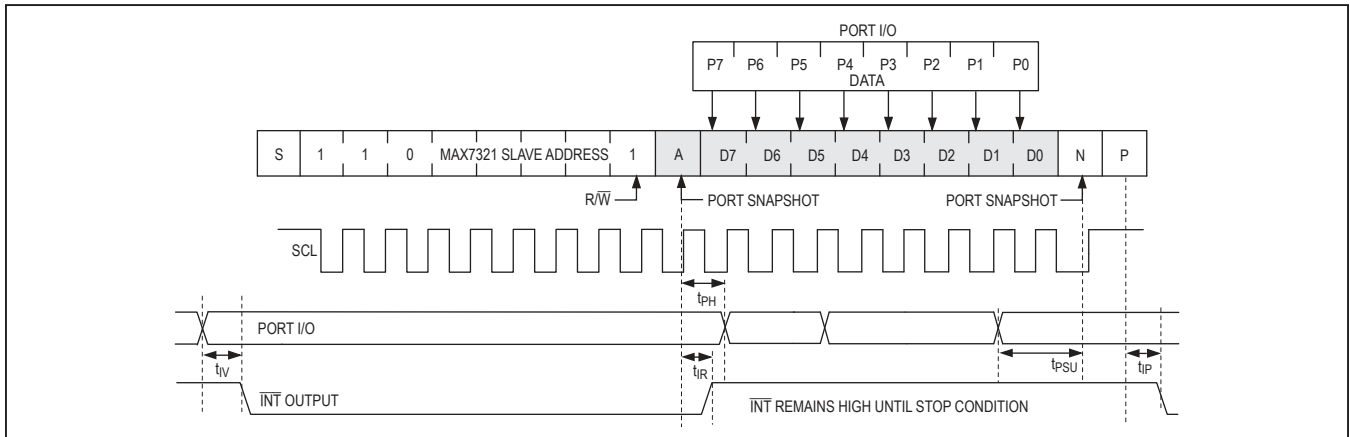 PORT I/O
P7 P6 P5 P4 P3 P2 P1 P0
DATA
S 1 1 0 MAX7321 SLAVE ADDRESS 1 A D7 D6 D5 D4 D3 D2 D1 D0 N P
R/W̅ PORT SNAPSHOT PORT SNAPSHOT
SCL
tPH
PORT I/O
tIV tIR tPSU tIP
I̅N̅T̅ OUTPUT I̅N̅T̅ REMAINS HIGH UNTIL STOP CONDITION